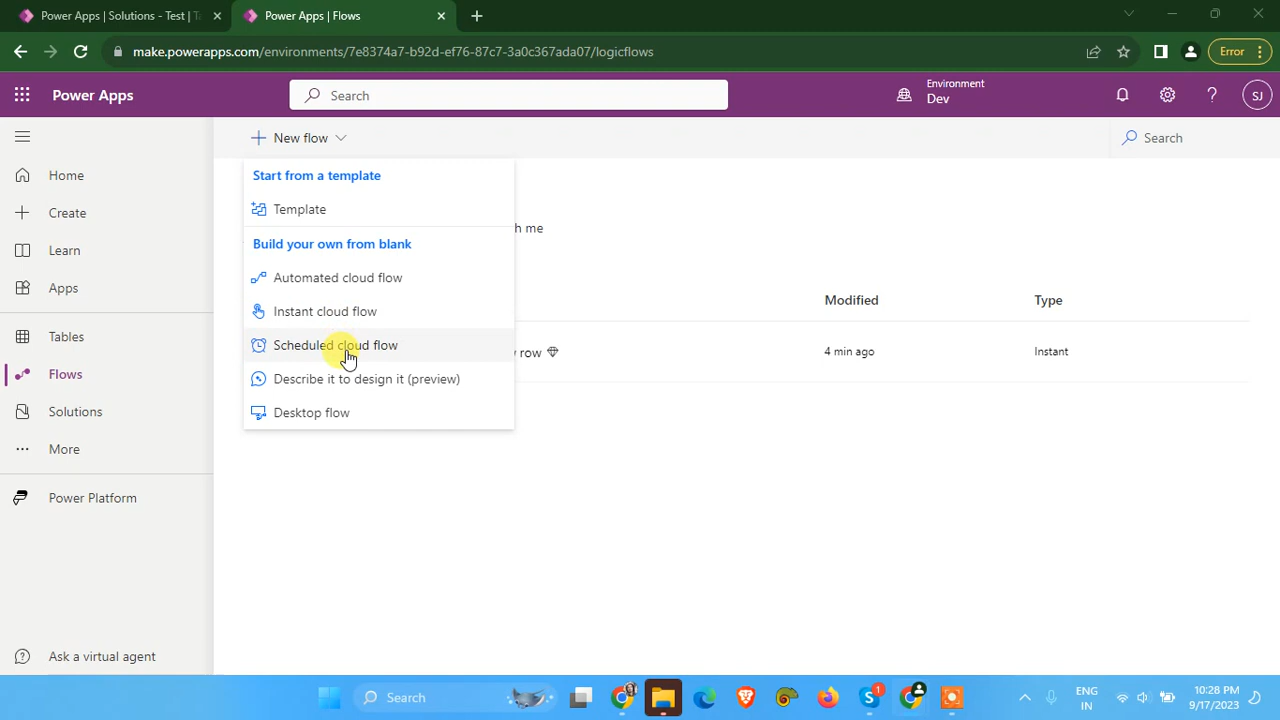 Power Apps | Solutions - Test |
Power Apps | Flows
make.powerapps.com/environments/7e8374a7-b92d-ef76-87c7-3a0c367ada07/logicflows
Error
Power Apps
Search
Environment
Dev
SJ
New flow
Search
Home
Create
Learn
Apps
Tables
Flows
Solutions
More
Power Platform
Ask a virtual agent
Start from a template
Template
Build your own from blank
Automated cloud flow
Instant cloud flow
Scheduled cloud flow
Describe it to design it (preview)
Desktop flow
h me
Modified
Type
row
4 min ago
Instant
Search
1
ENG
IN
10:28 PM
9/17/2023